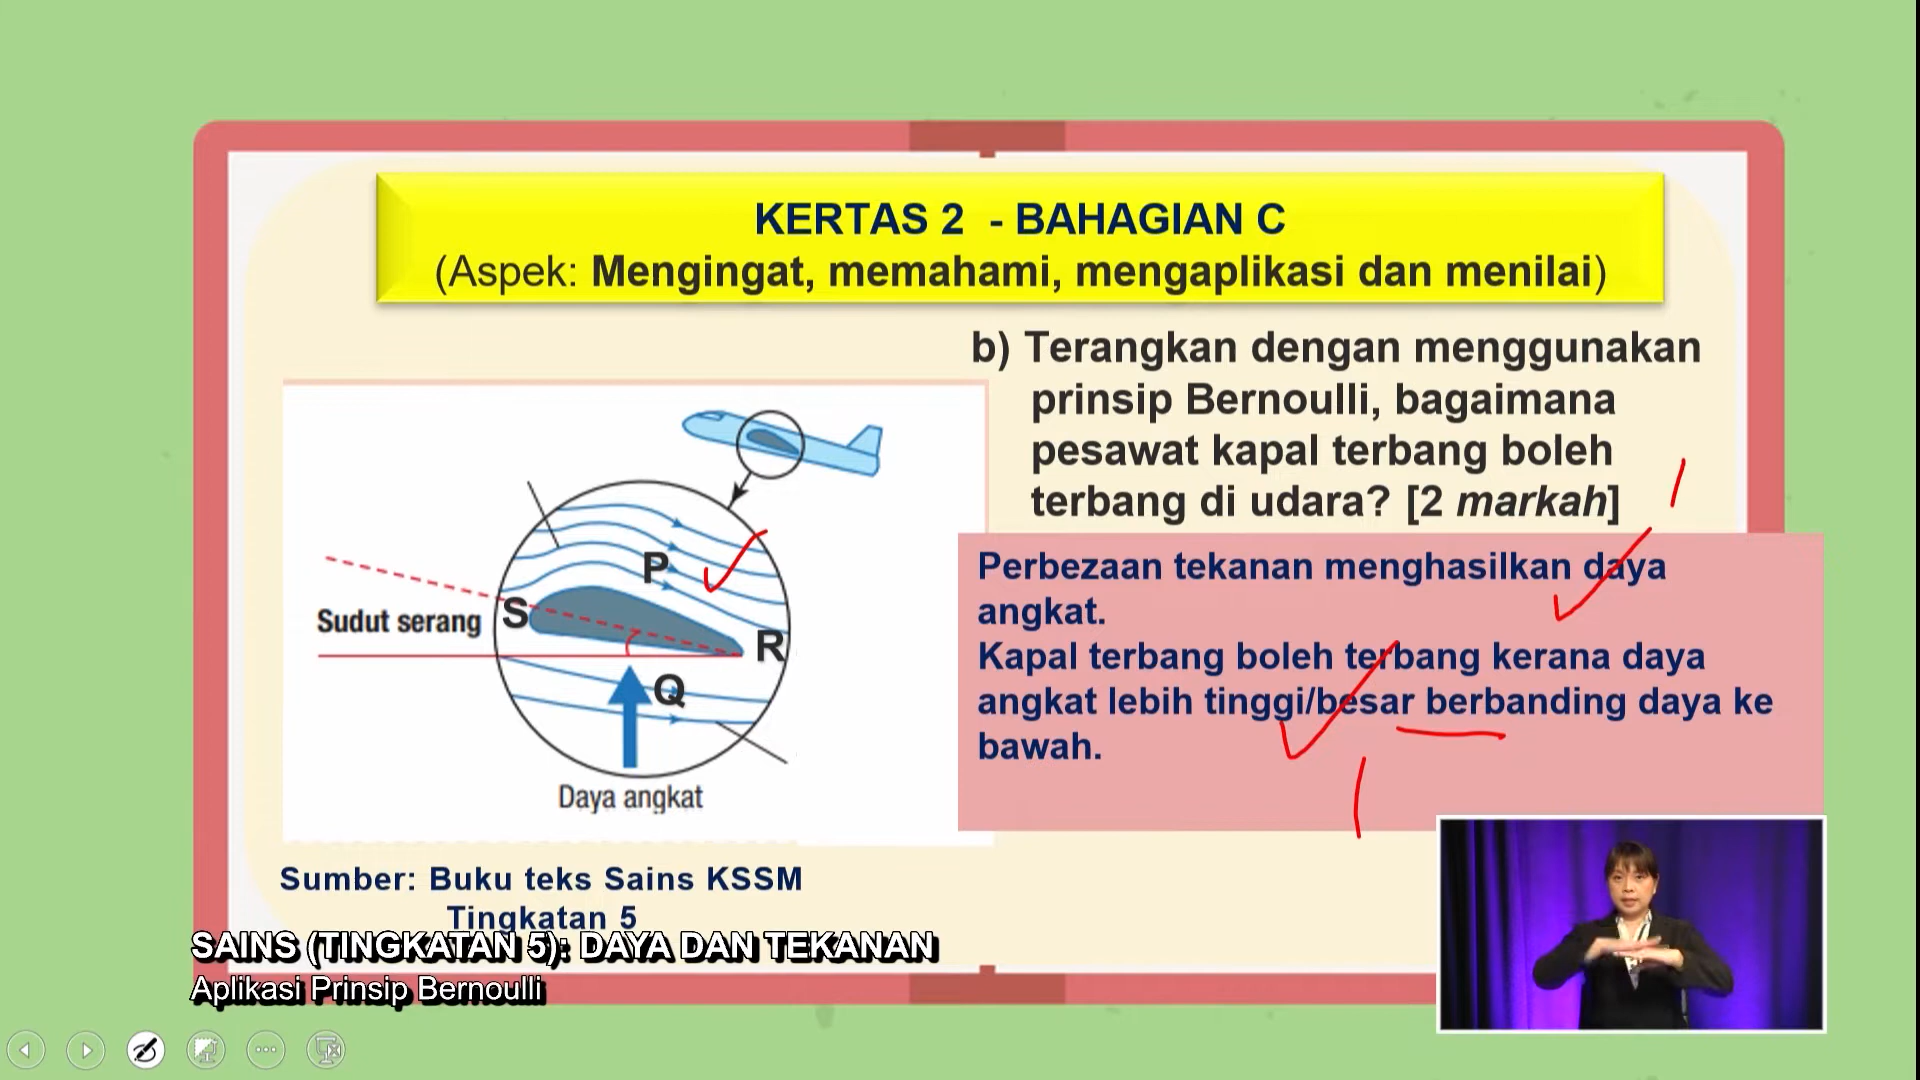 KERTAS 2 - BAHAGIAN C
(Aspek: Mengingat, memahami, mengaplikasi dan menilai)
b) Terangkan dengan menggunakan
prinsip Bernoulli, bagaimana
pesawat kapal terbang boleh
terbang di udara? [2 markah]
P
S
Sudut serang
R
Q
Daya angkat
Perbezaan tekanan menghasilkan daya
angkat.
Kapal terbang boleh terbang kerana daya
angkat lebih tinggi/besar berbanding daya ke
bawah.
Sumber: Buku teks Sains KSSM
Tingkatan 5
SAINS (TINGKATAN 5): DAYA DAN TEKANAN
Aplikasi Prinsip Bernoulli